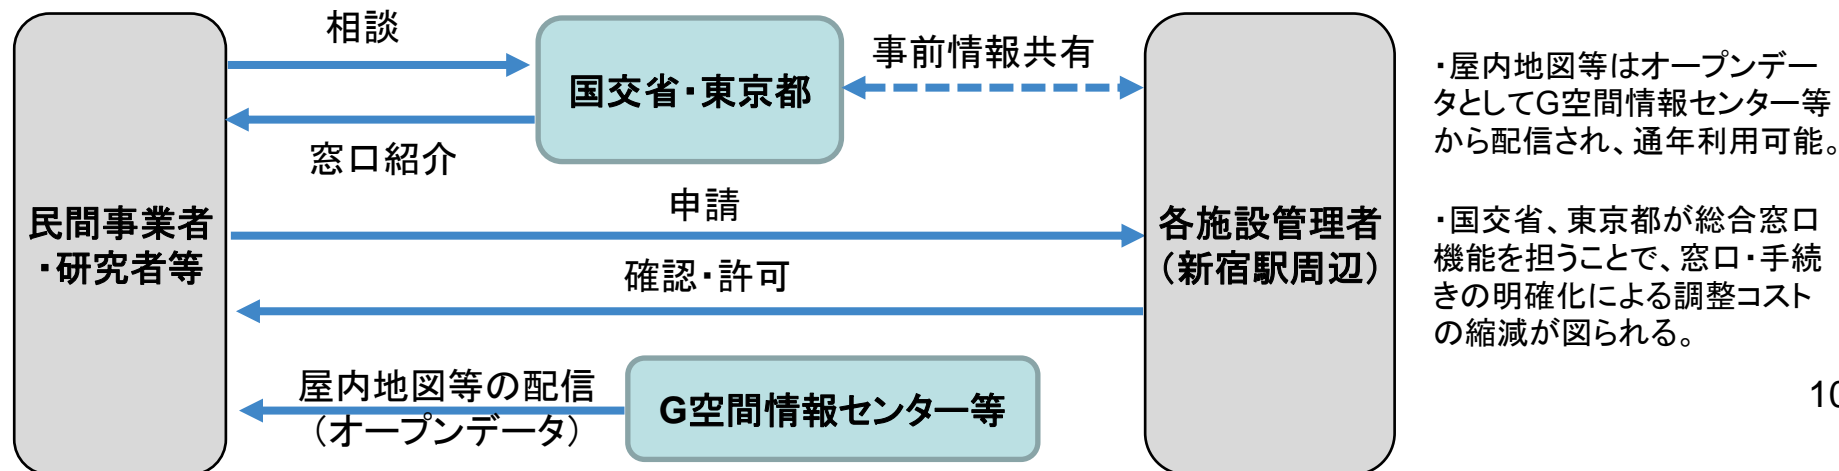 相談
国交省・東京都
事前情報共有
窓口紹介
民間事業者
・研究者等
申請
確認・許可
各施設管理者
（新宿駅周辺）
屋内地図等の配信
（オープンデータ）
G空間情報センター等
・屋内地図等はオープンデー
タとしてG空間情報センター等
から配信され、通年利用可能。
・国交省、東京都が総合窓口
機能を担うことで、窓口・手続
きの明確化による調整コスト
の縮減が図られる。
10